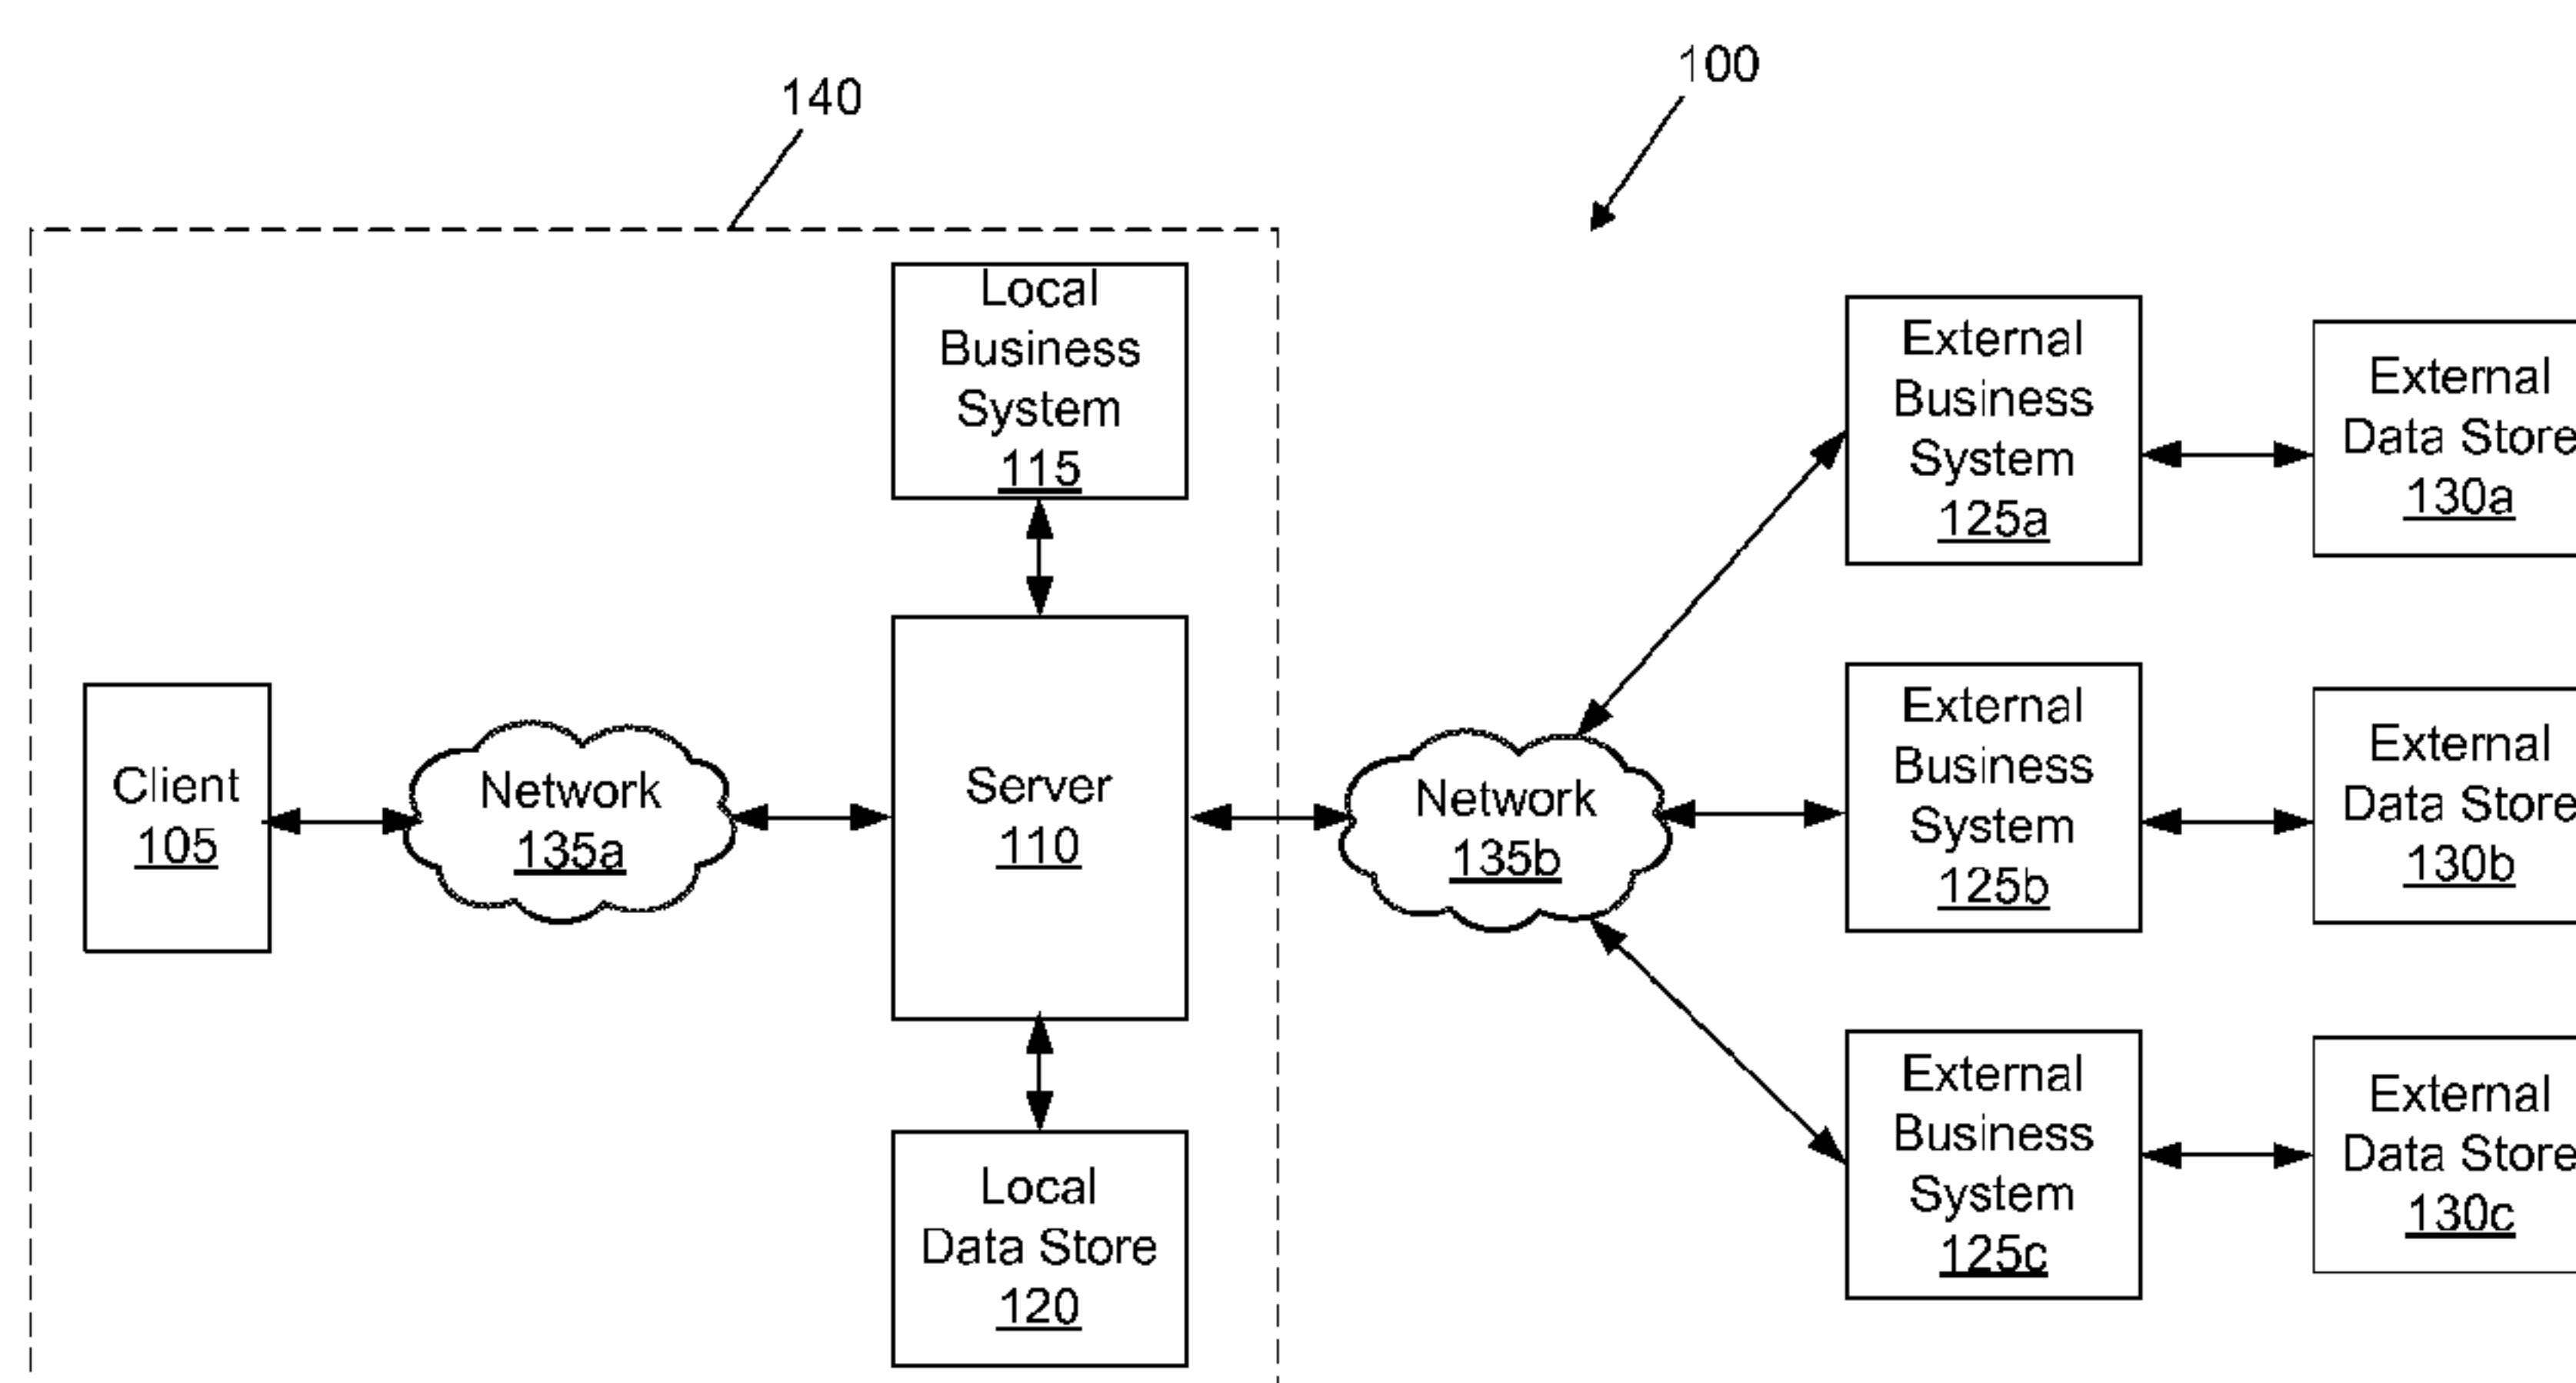 140
100
Local
Business
System
115
Client
105
Network
135a
Server
110
Local
Data Store
120
Network
135b
External
Business
System
125a
External
Data Store
130a
External
Business
System
125b
External
Data Store
130b
External
Business
System
125c
External
Data Store
130c